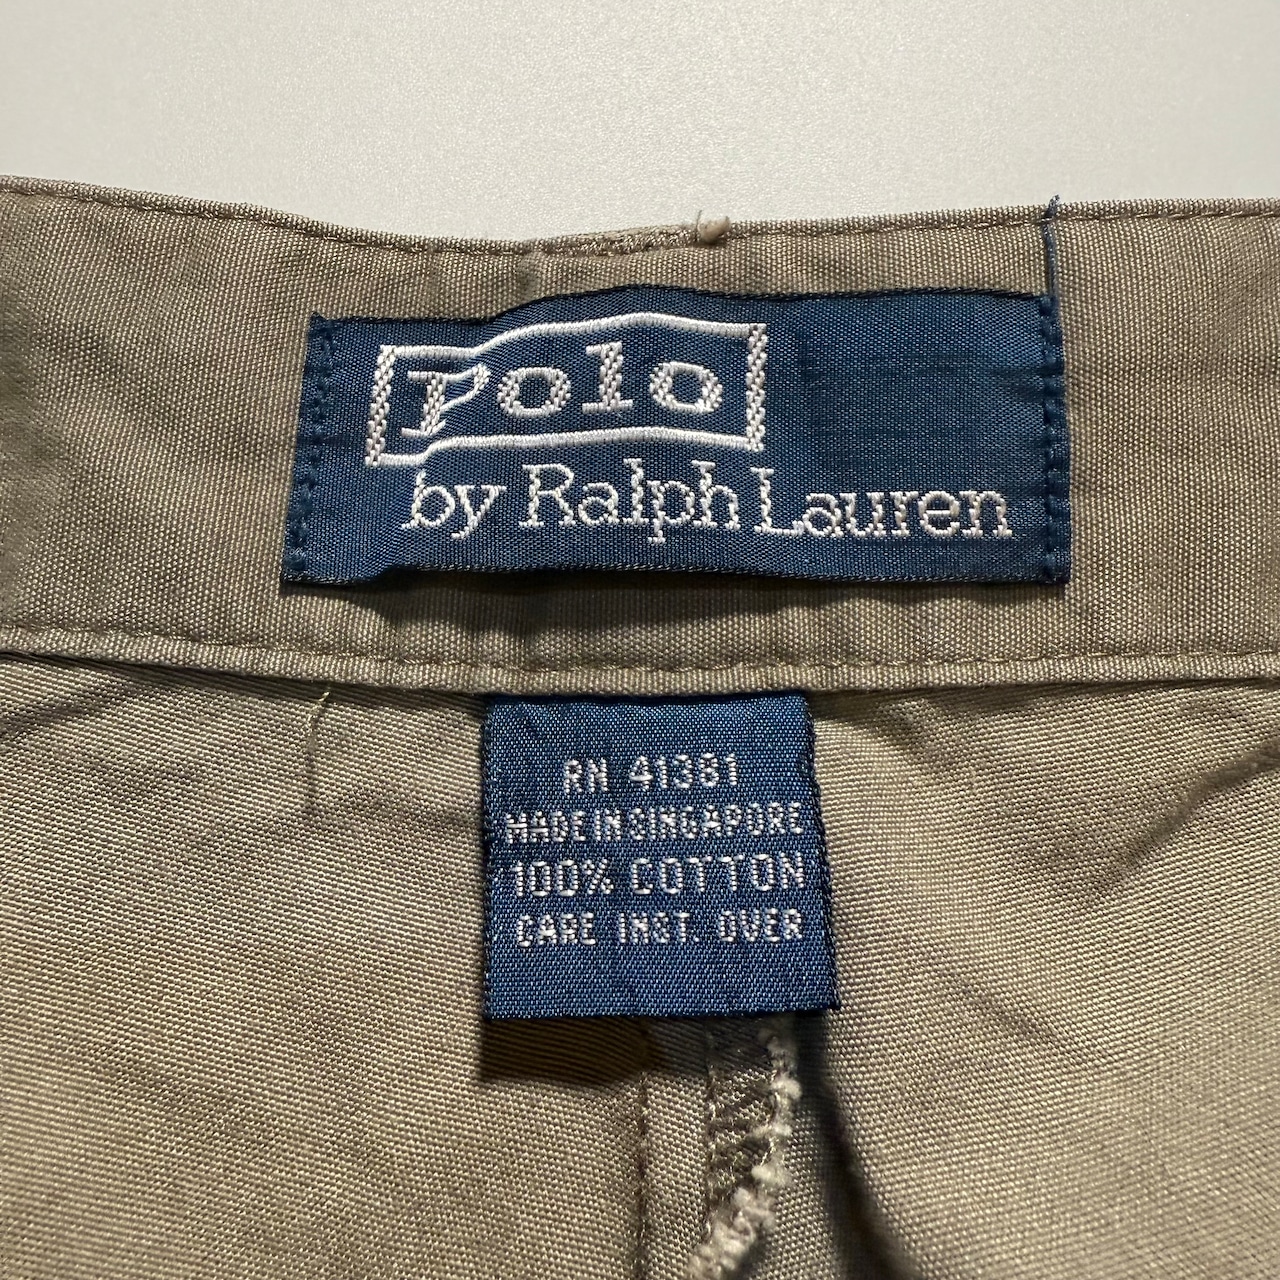 Polo
by Ralph Lauren
RN 41381
MADE IN SINGAPORE
100% COTTON
CARE INST. OVER